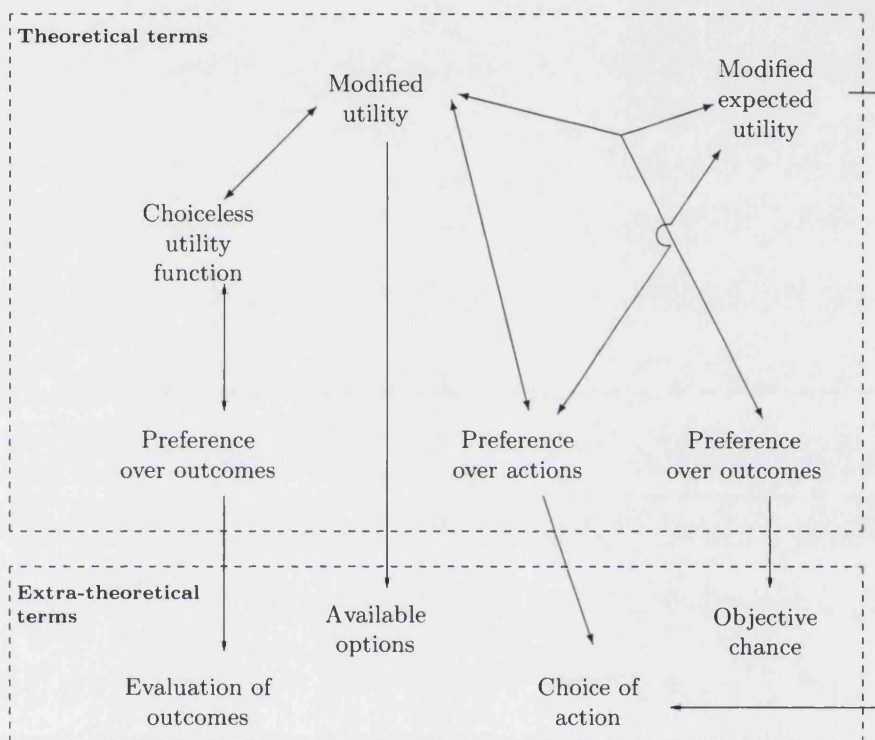 Theoretical terms
Modified
utility
Modified
expected
utility
Choiceless
utility
function
Preference
over outcomes
Preference
over actions
Preference
over outcomes
Extra-theoretical
terms
Available
options
Objective
chance
Evaluation of
outcomes
Choice of
action